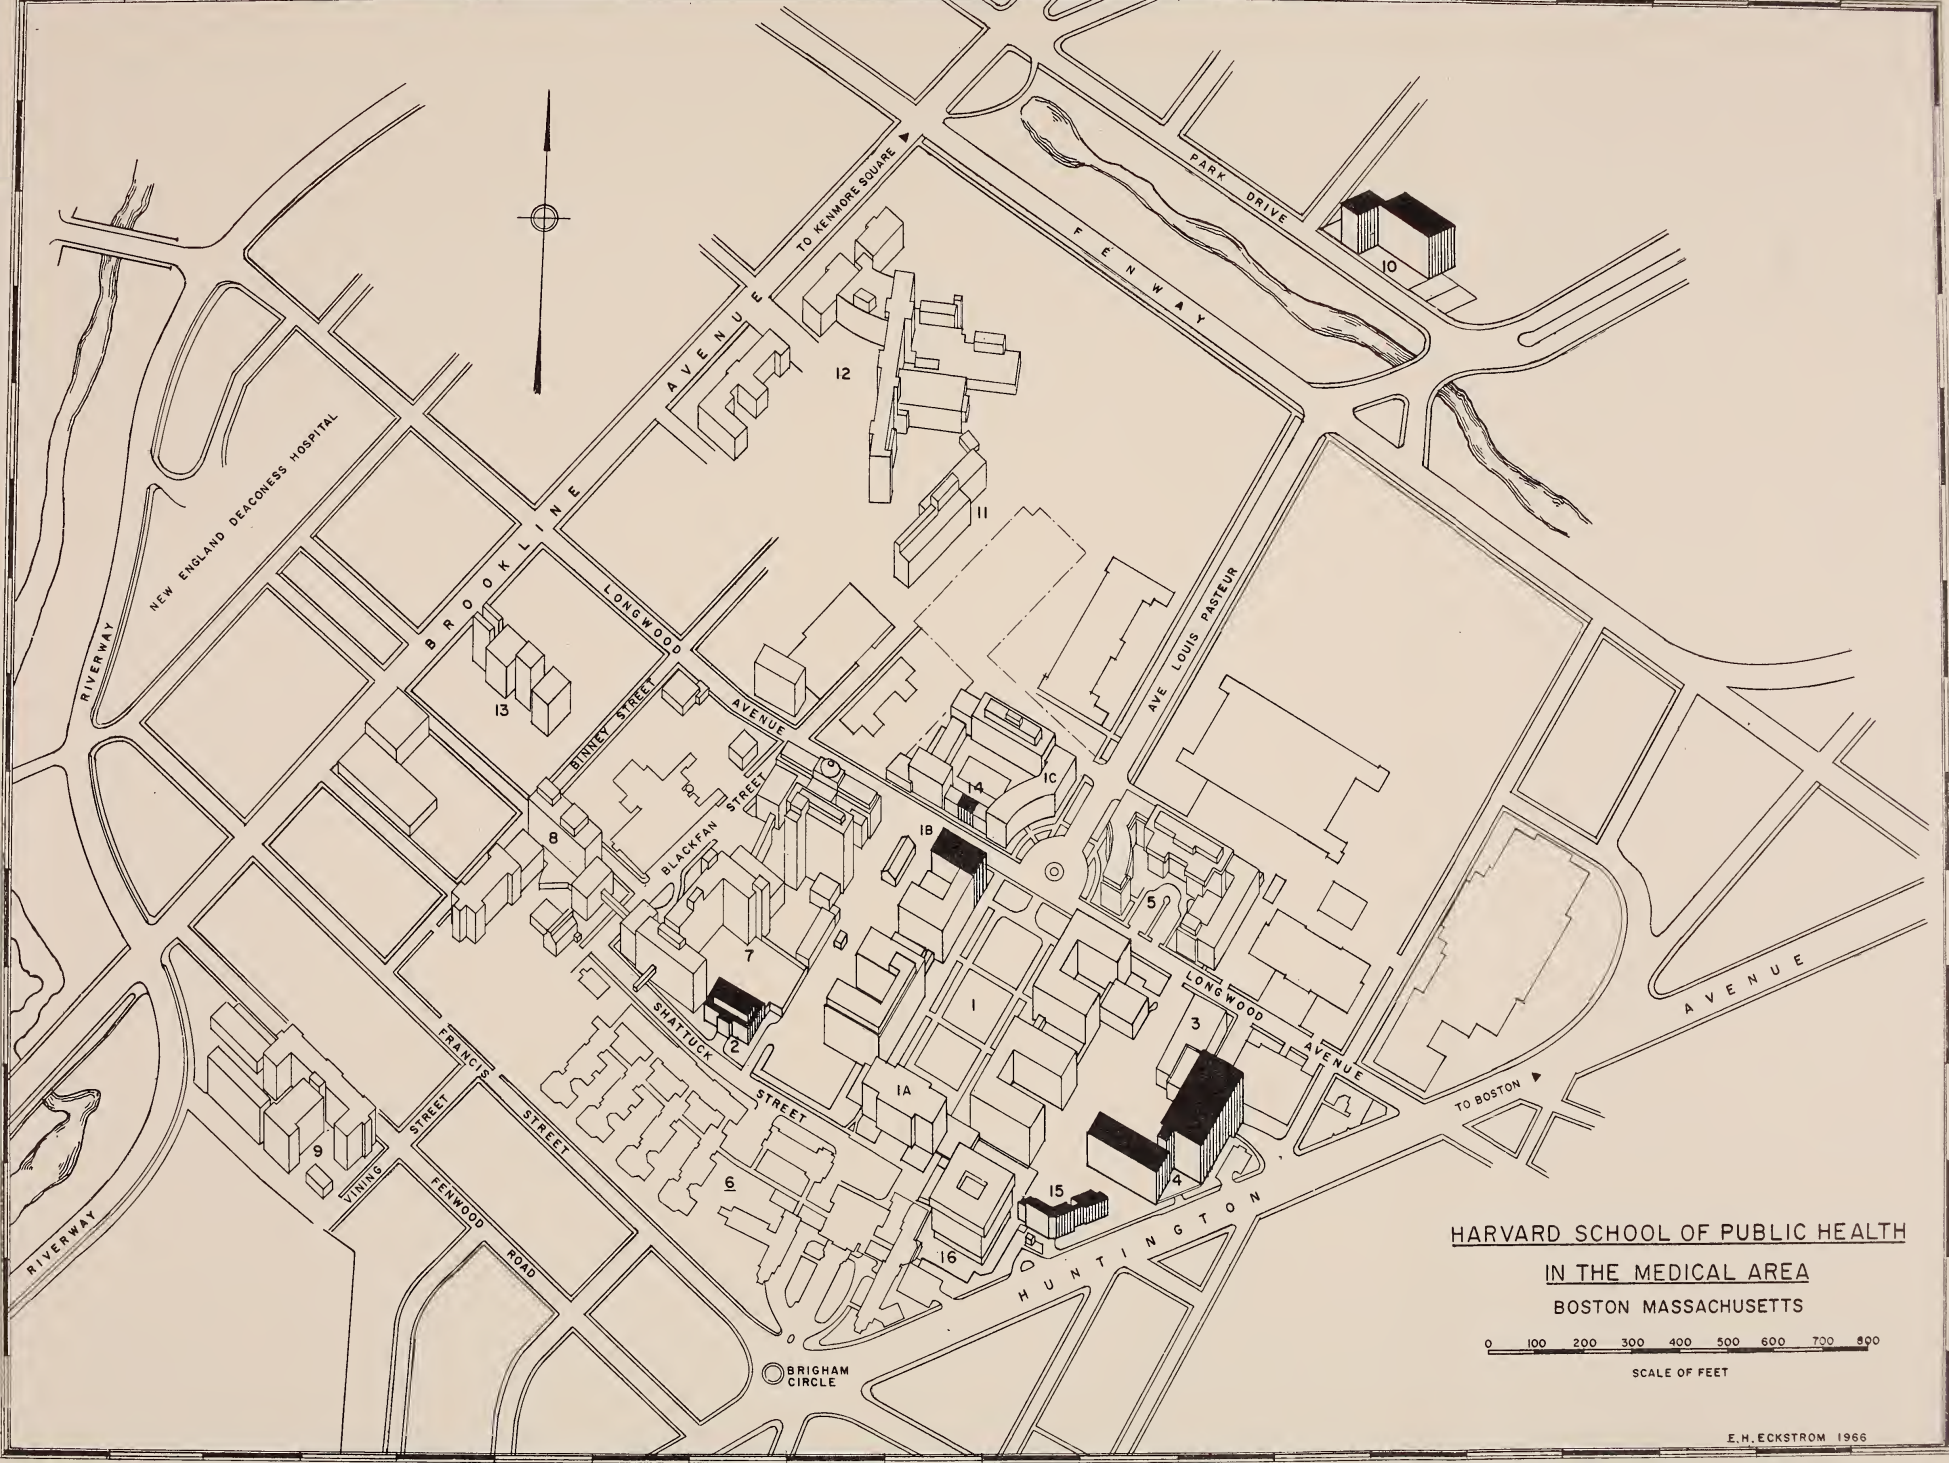 TO KENMORE SQUARE
PARK DRIVE
FENWAY
10
BROOKLINE AVENUE
12
11
NEW ENGLAND DEACONESS HOSPITAL
LONGWOOD
AVENUE
AVE LOUIS PASTEUR
RIVERWAY
13
BINNEY STREET
BLACKFAN STREET
14
1C
1B
8
5
7
1
LONGWOOD
AVENUE
3
2
SHATTUCK
STREET
FRANCIS
STREET
1A
AVENUE
TO BOSTON
9
VINING
STREET
FENWOOD
ROAD
6
15
4
16
HUNTINGTON
RIVERWAY
BRIGHAM
CIRCLE
HARVARD SCHOOL OF PUBLIC HEALTH
IN THE MEDICAL AREA
BOSTON MASSACHUSETTS
0 100 200 300 400 500 600 700 800
SCALE OF FEET
E.H.ECKSTROM 1966